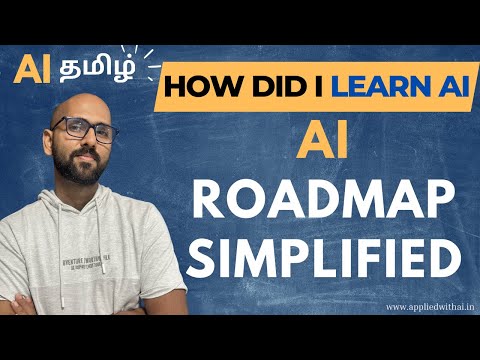 AI தமிழ்
HOW DID I LEARN AI
AI
ROADMAP
SIMPLIFIED
www.appliedwithai.in